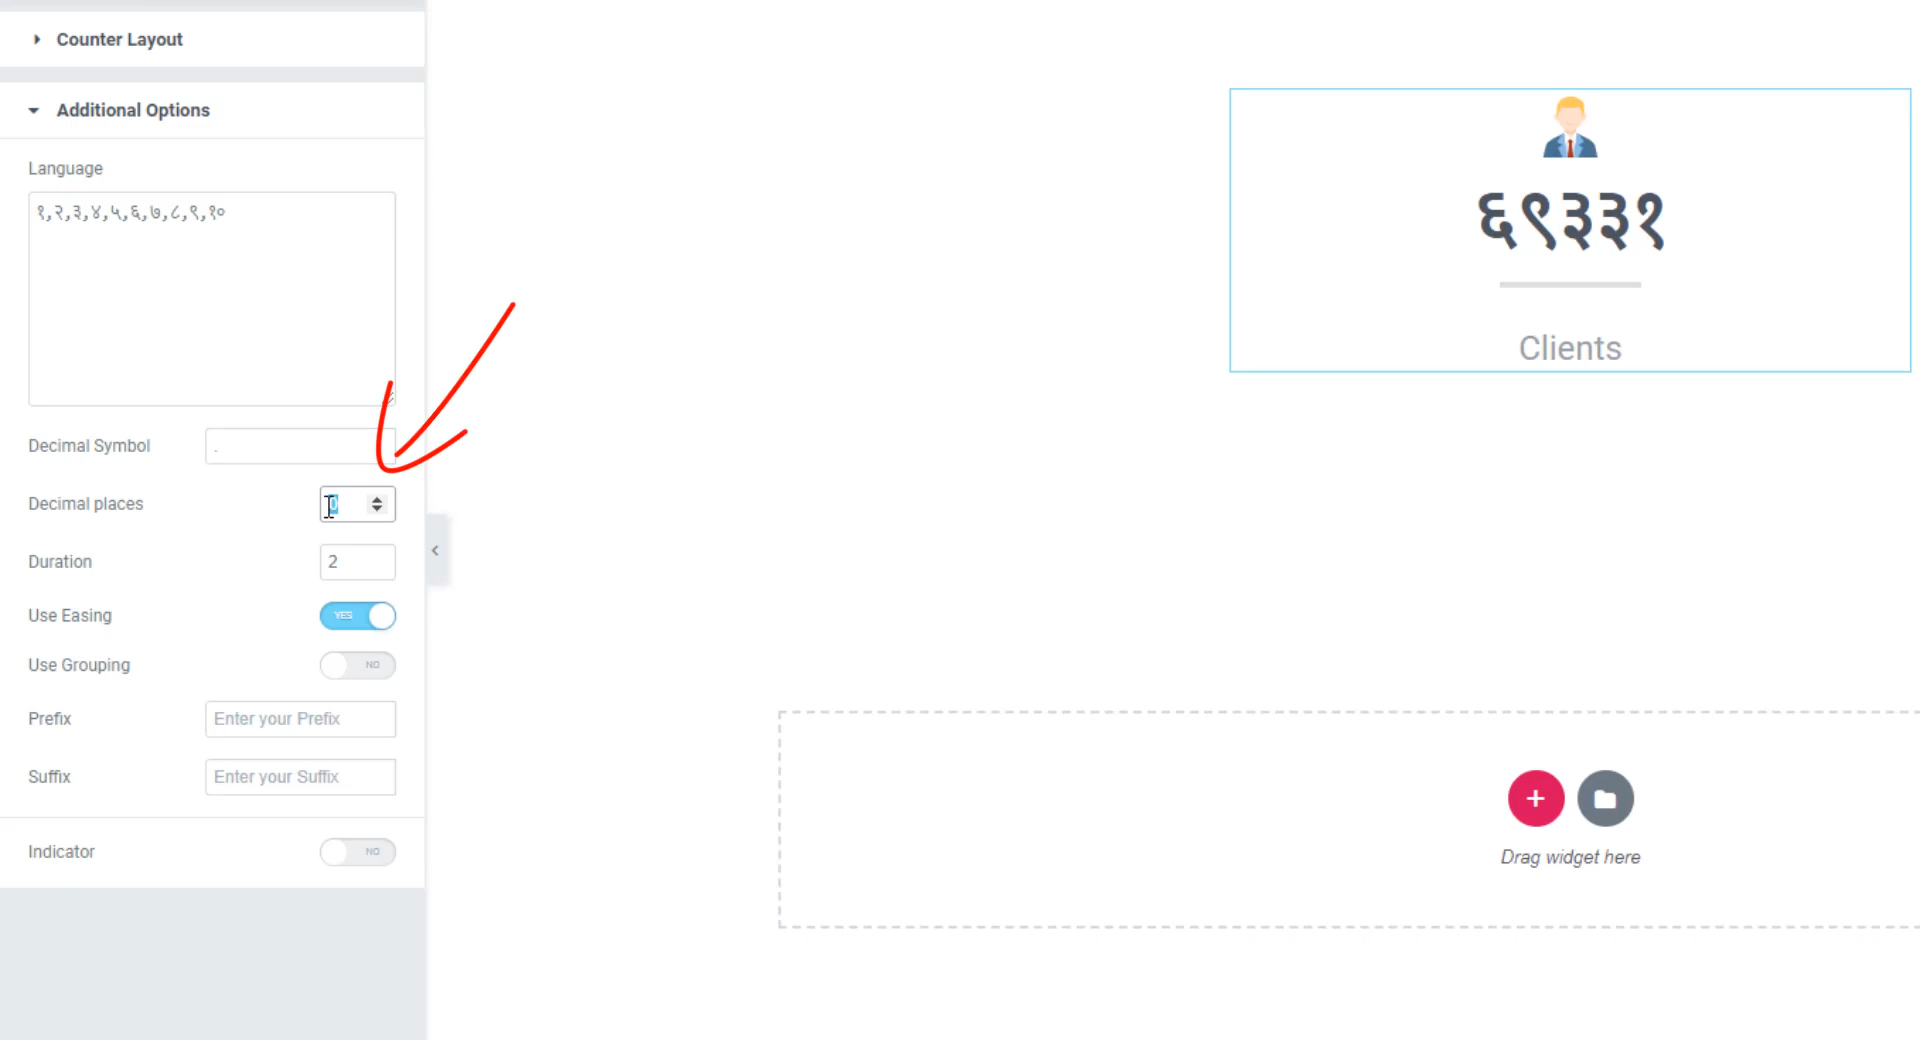 Counter Layout
Additional Options
Language
१,२,३,४,५,६,७,८,९,१०
Decimal Symbol .
Decimal places 0
Duration 2
Use Easing YES
Use Grouping NO
Prefix Enter your Prefix
Suffix Enter your Suffix
Indicator NO
६९३३१
Clients
Drag widget here